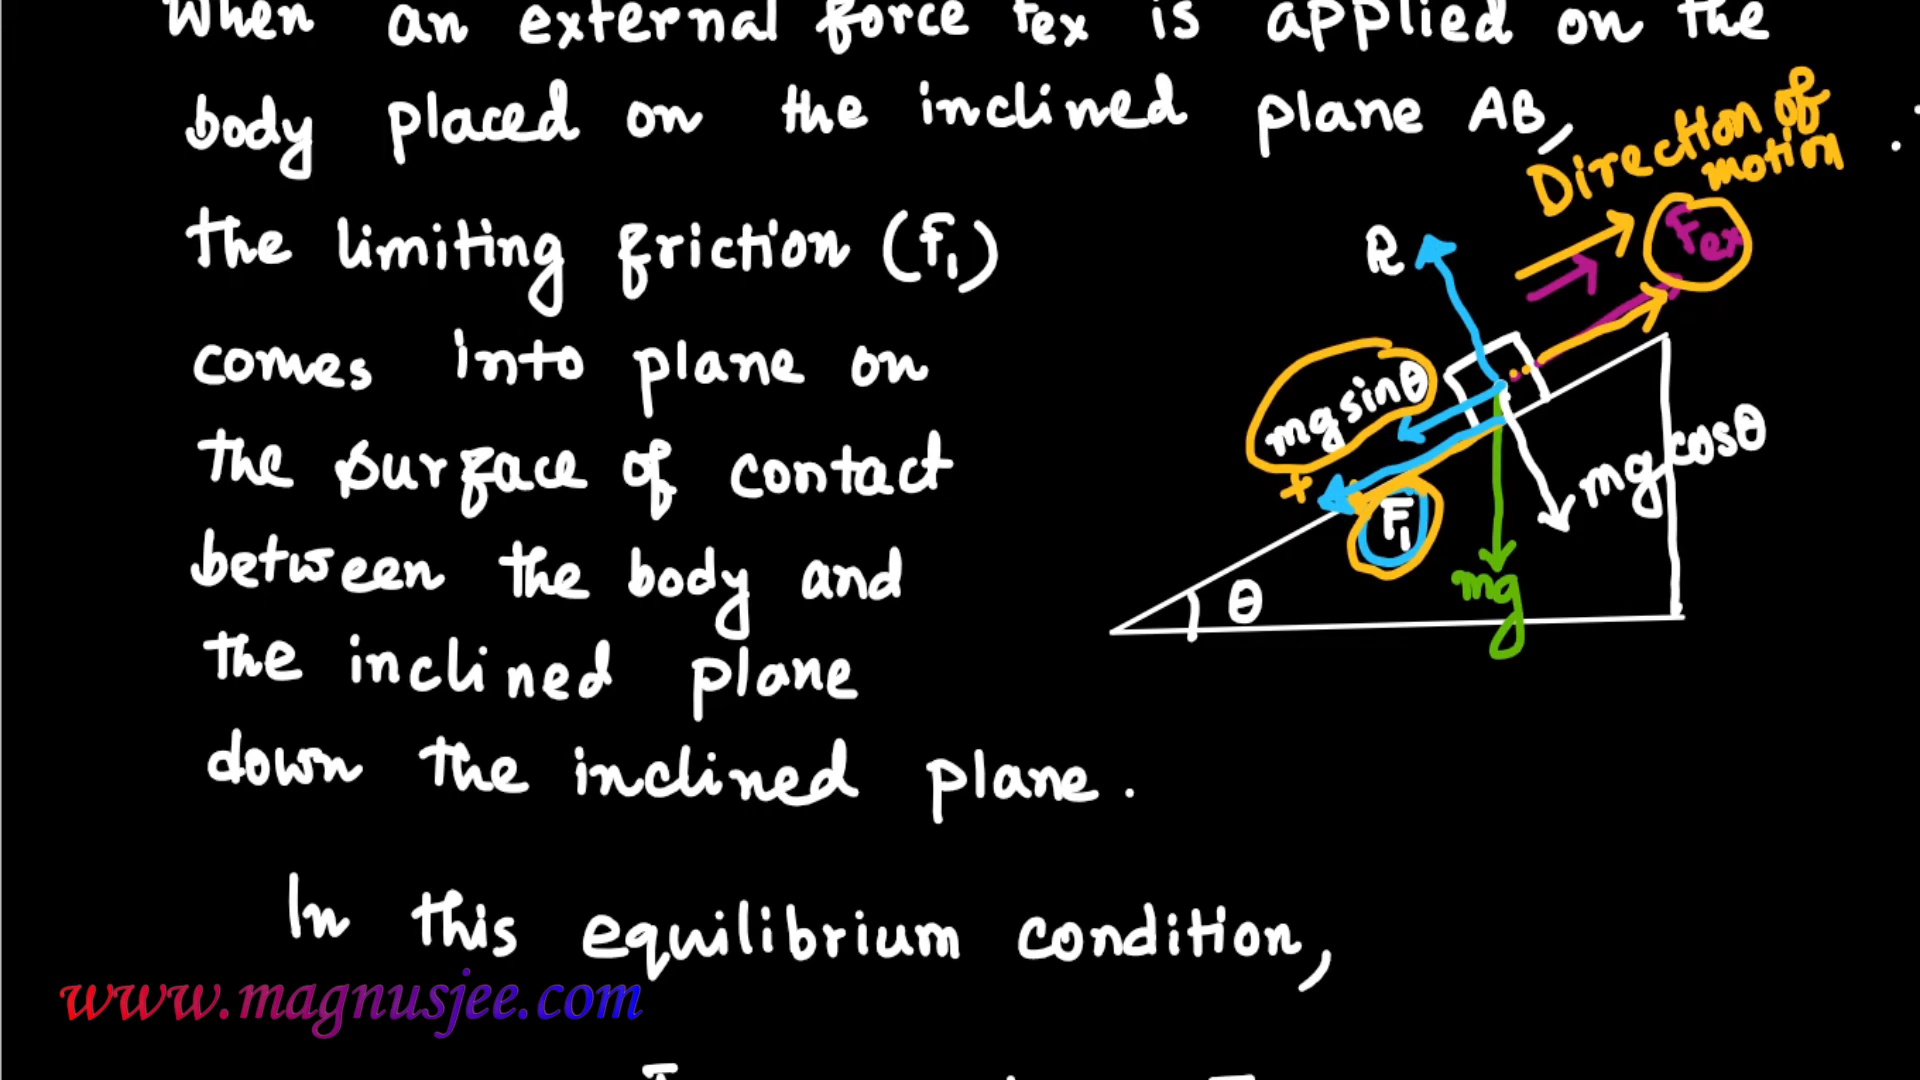 When an external force Fex is applied on the
body placed on the inclined plane AB,
the limiting friction (F1)
comes into plane on
the surface of contact
between the body and
the inclined plane
down the inclined plane.
In this equilibrium condition,
Direction of
motion
Fex
R
mg sinθ
+
F1
mg cosθ
mg
θ
www.magnusjee.com